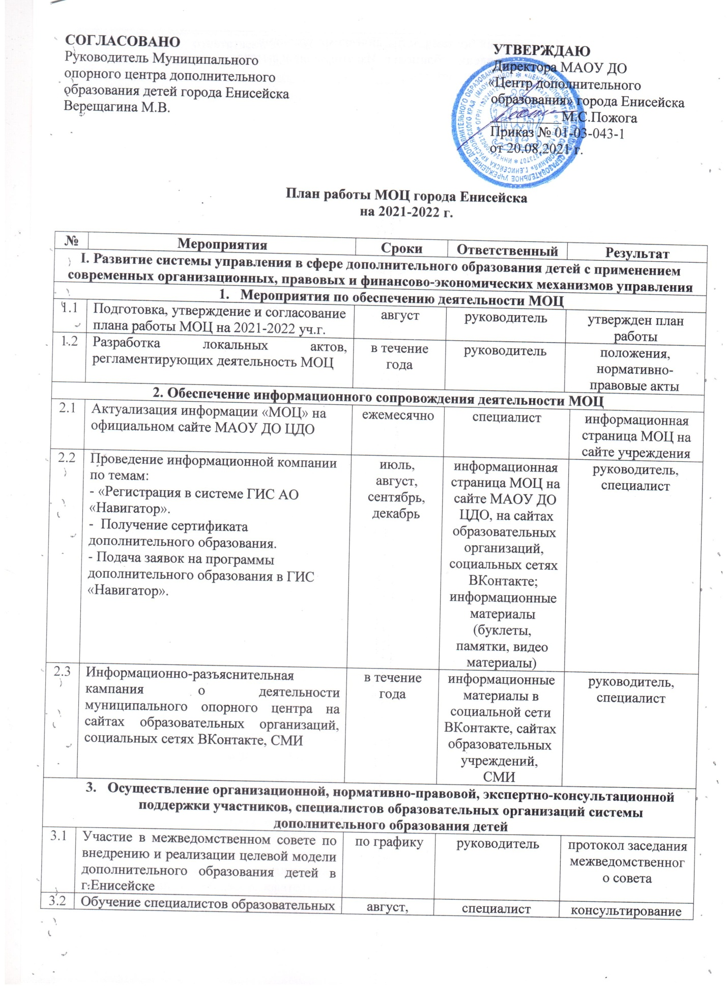 СОГЛАСОВАНО
Руководитель Муниципального
опорного центра дополнительного
образования детей города Енисейска
Верещагина М.В.
УТВЕРЖДАЮ
Директора МАОУ ДО
«Центр дополнительного
образования» города Енисейска
__________М.С.Пожога
Приказ № 01-03-043-1
от 20.08.2021 г.
План работы МОЦ города Енисейска
на 2021-2022 г.
№ Мероприятия Сроки Ответственный Результат
I. Развитие системы управления в сфере дополнительного образования детей с применением
современных организационных, правовых и финансово-экономических механизмов управления
1. Мероприятия по обеспечению деятельности МОЦ
1.1 Подготовка, утверждение и согласование
плана работы МОЦ на 2021-2022 уч.г.
август
руководитель
утвержден план
работы
1.2 Разработка локальных актов,
регламентирующих деятельность МОЦ
в течение
года
руководитель
положения,
нормативно-
правовые акты
2. Обеспечение информационного сопровождения деятельности МОЦ
2.1 Актуализация информации «МОЦ» на
официальном сайте МАОУ ДО ЦДО
ежемесячно
специалист
информационная
страница МОЦ на
сайте учреждения
2.2 Проведение информационной компании
по темам:
- «Регистрация в системе ГИС АО
«Навигатор».
- Получение сертификата
дополнительного образования.
- Подача заявок на программы
дополнительного образования в ГИС
«Навигатор».
июль,
август,
сентябрь,
декабрь
информационная
страница МОЦ на
сайте МАОУ ДО
ЦДО, на сайтах
образовательных
организаций,
социальных сетях
ВКонтакте;
информационные
материалы
(буклеты,
памятки, видео
материалы)
руководитель,
специалист
2.3 Информационно-разъяснительная
кампания о деятельности
муниципального опорного центра на
сайтах образовательных организаций,
социальных сетях ВКонтакте, СМИ
в течение
года
информационные
материалы в
социальной сети
ВКонтакте, сайтах
образовательных
учреждений,
СМИ
руководитель,
специалист
3. Осуществление организационной, нормативно-правовой, экспертно-консультационной
поддержки участников, специалистов образовательных организаций системы
дополнительного образования детей
3.1 Участие в межведомственном совете по
внедрению и реализации целевой модели
дополнительного образования детей в
г.Енисейске
по графику
руководитель
протокол заседания
межведомственног
о совета
3.2 Обучение специалистов образовательных
август,
специалист
консультирование